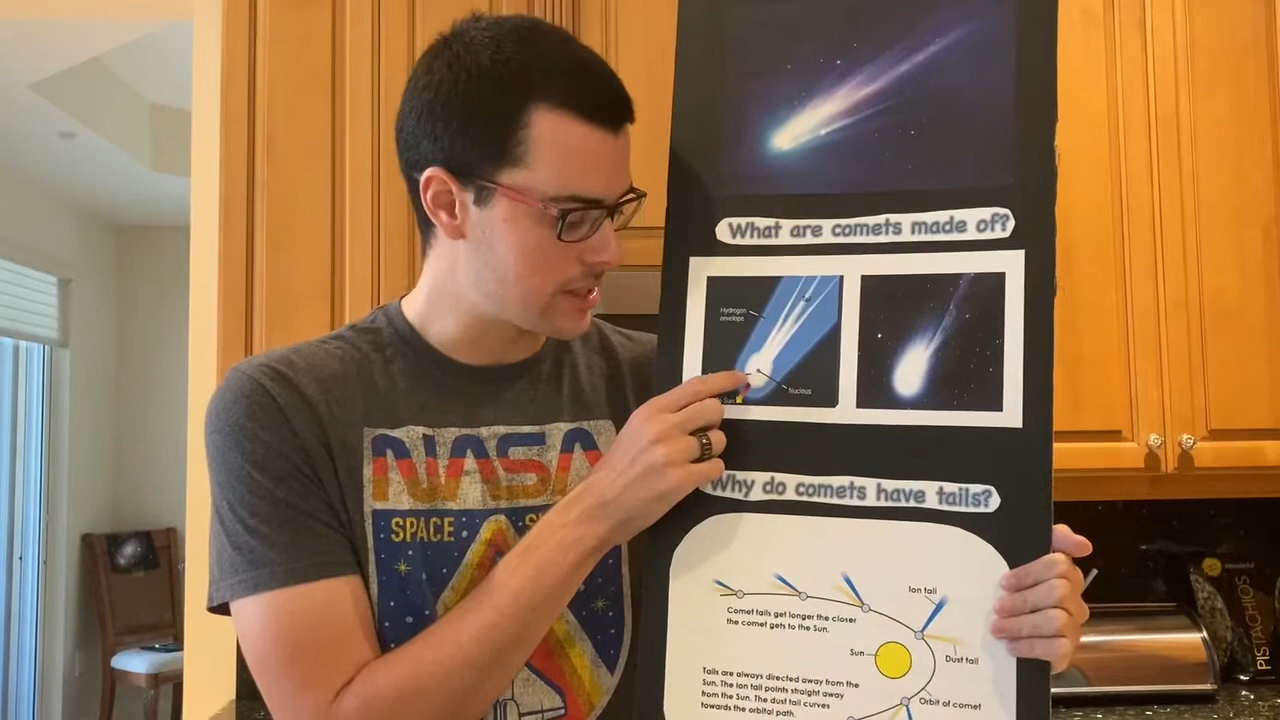 What are comets made of?
Tail
Hydrogen
envelope
Nucleus
Sun
Why do comets have tails?
NASA
SPACE
Ion tail
Comet tails get longer the closer
the comet gets to the Sun.
Sun
Dust tail
Tails are always directed away from the
Sun. The ion tail points straight away
from the Sun. The dust tail curves
towards the orbital path.
Orbit of comet
Wonderful
PISTACHIOS